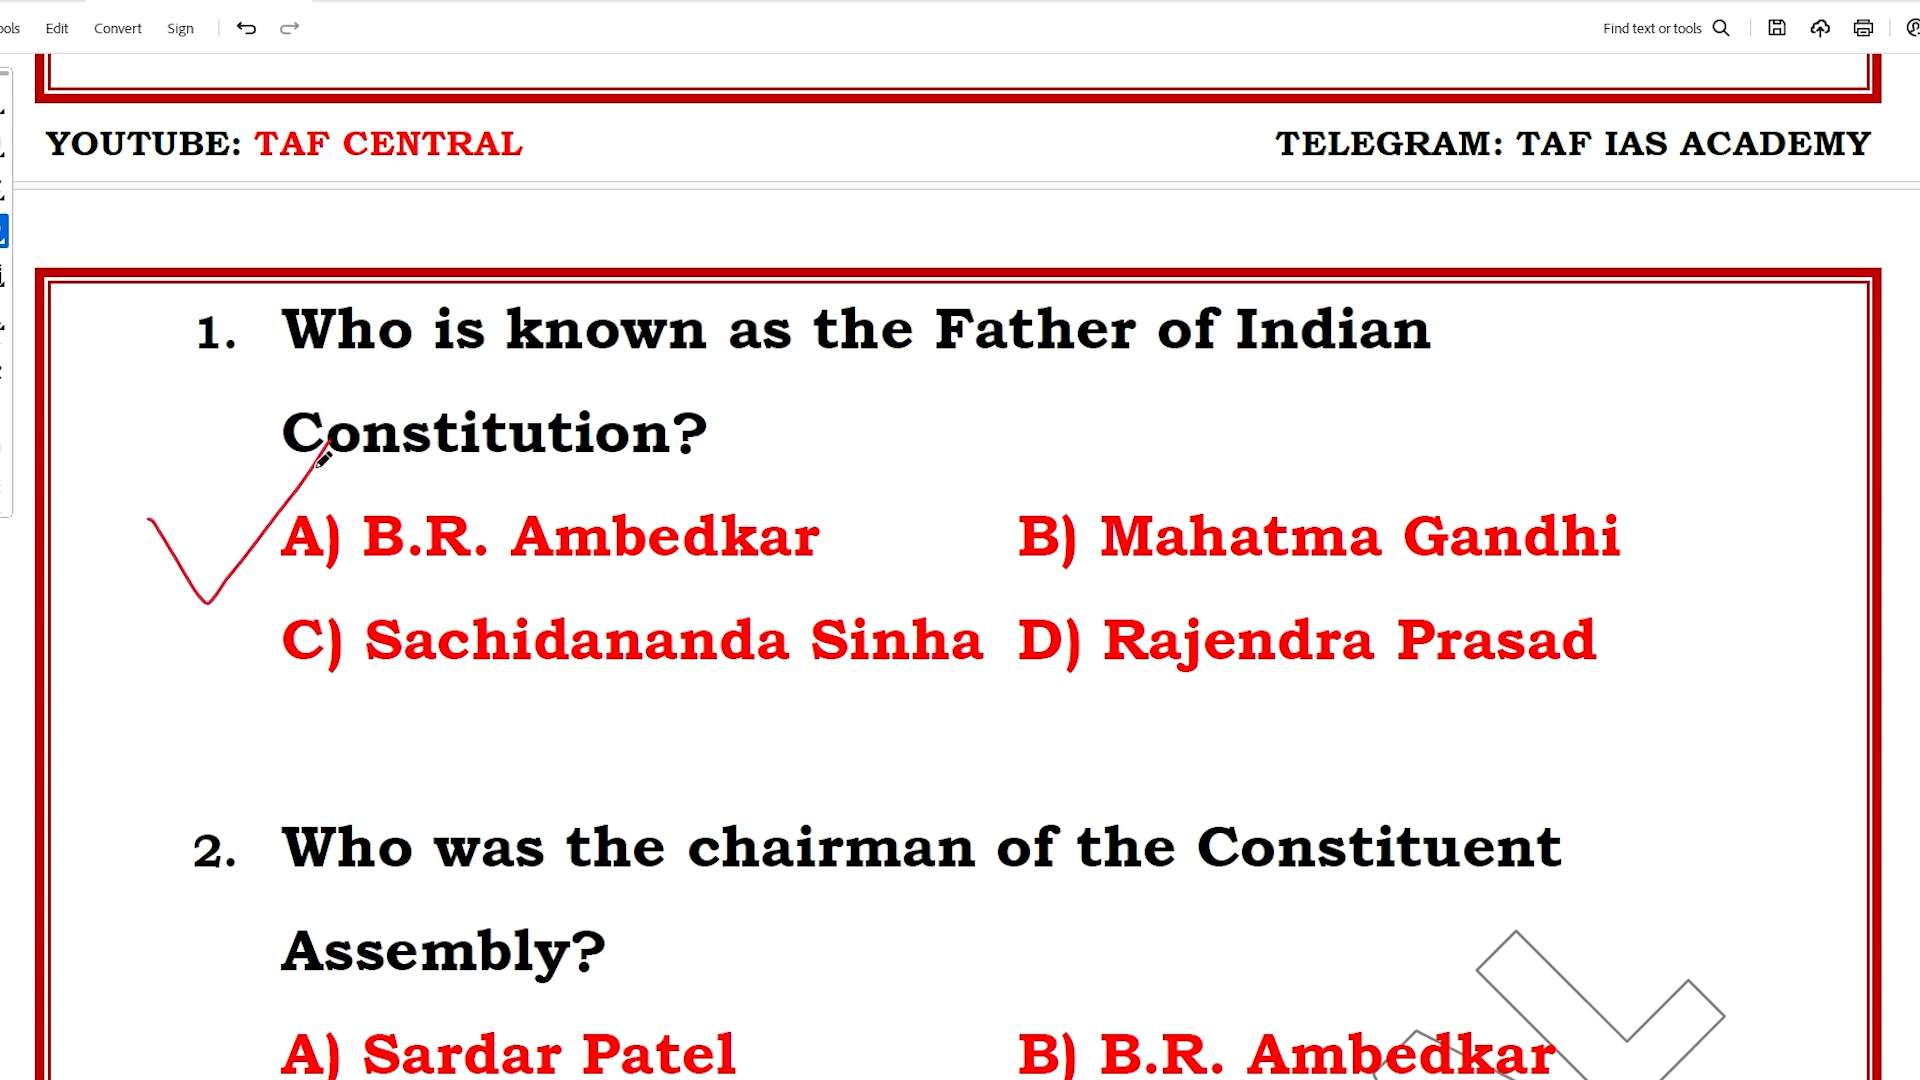 Edit Convert Sign Find text or tools
YOUTUBE: TAF CENTRAL TELEGRAM: TAF IAS ACADEMY
1. Who is known as the Father of Indian
Constitution?
A) B.R. Ambedkar B) Mahatma Gandhi
C) Sachidananda Sinha D) Rajendra Prasad
2. Who was the chairman of the Constituent
Assembly?
A) Sardar Patel B) B.R. Ambedkar